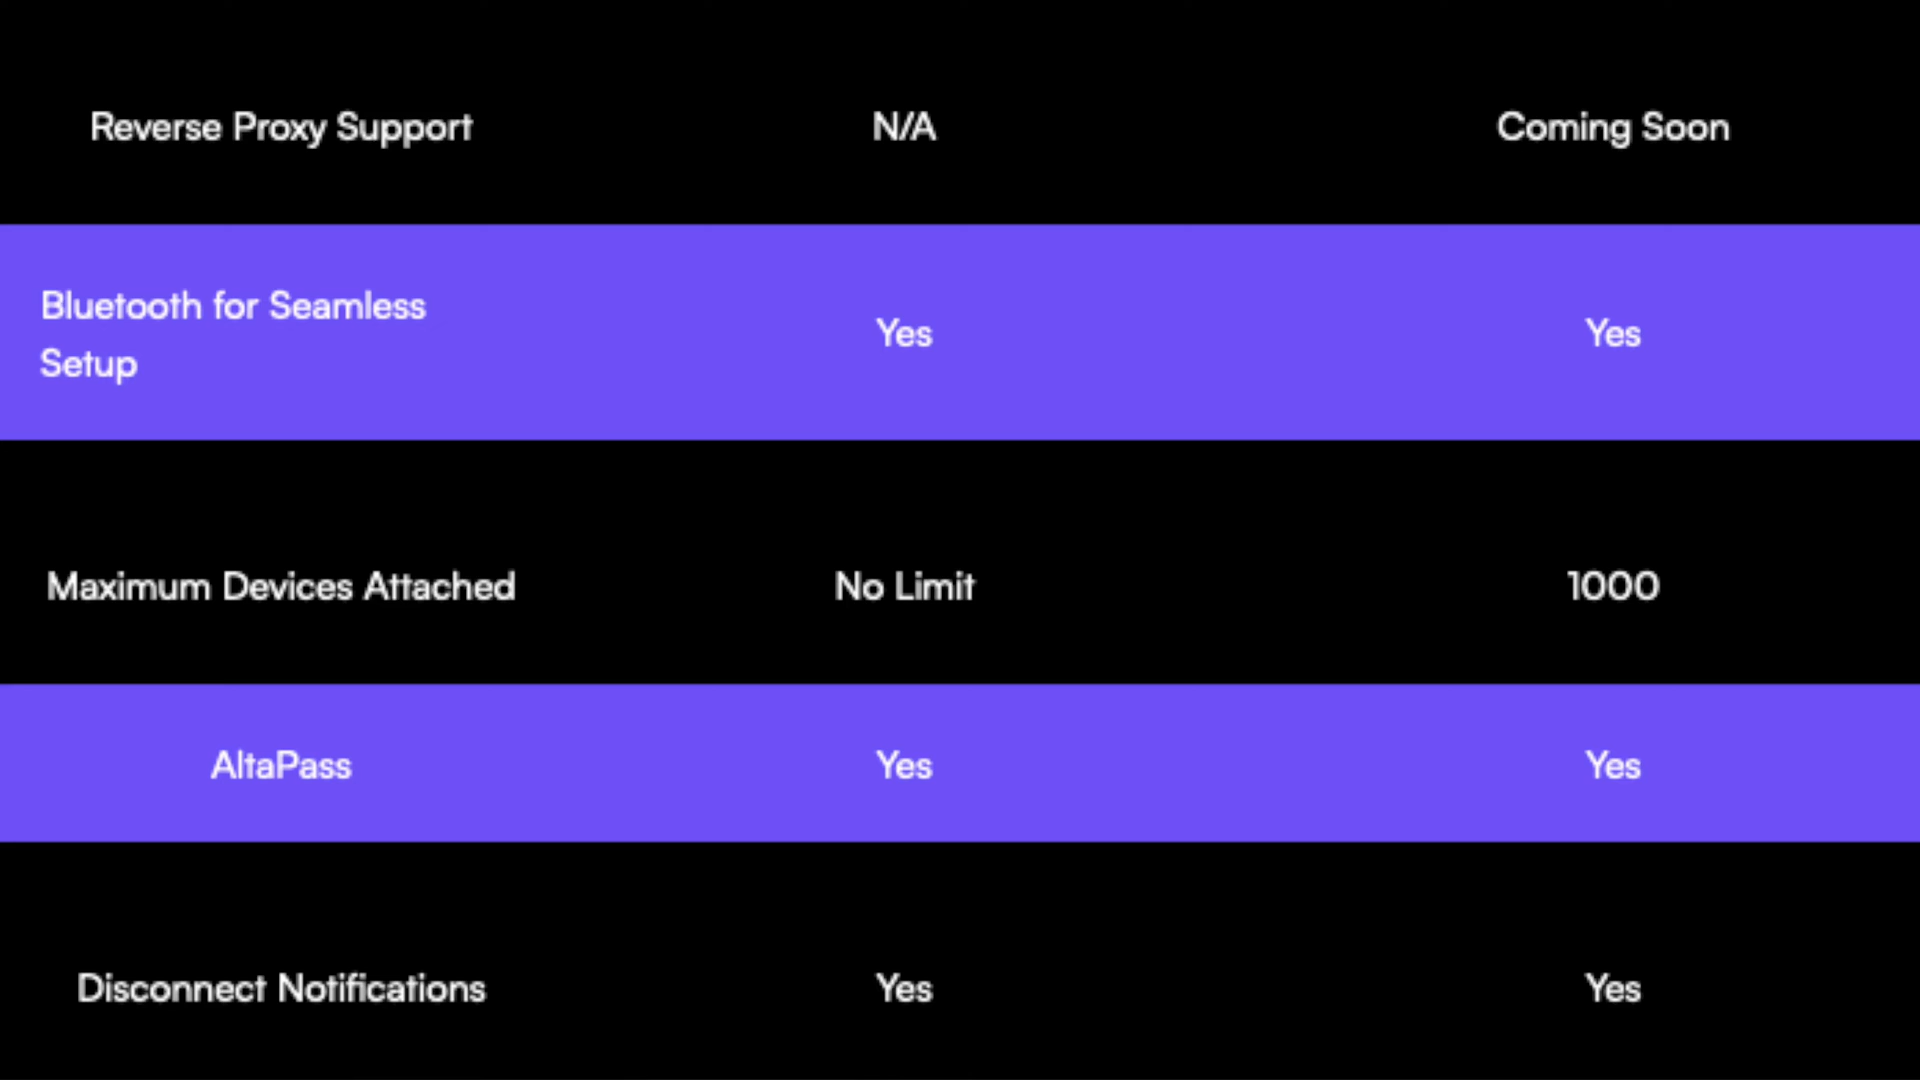 Reverse Proxy Support N/A Coming Soon
Bluetooth for Seamless
Setup Yes Yes
Maximum Devices Attached No Limit 1000
AltaPass Yes Yes
Disconnect Notifications Yes Yes